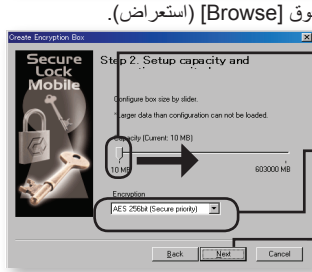 فوق [Browse] (استعراض).
Create Encryption Box
Secure
Lock
Mobile
Step 2. Setup capacity and
Configure box size by slider.
*Larger data than configuration can not be loaded.
Capacity (Current: 10 MB)
10 MB
603000 MB
Encryption
AES 256bit (Secure priority)
Back
Next
Cancel